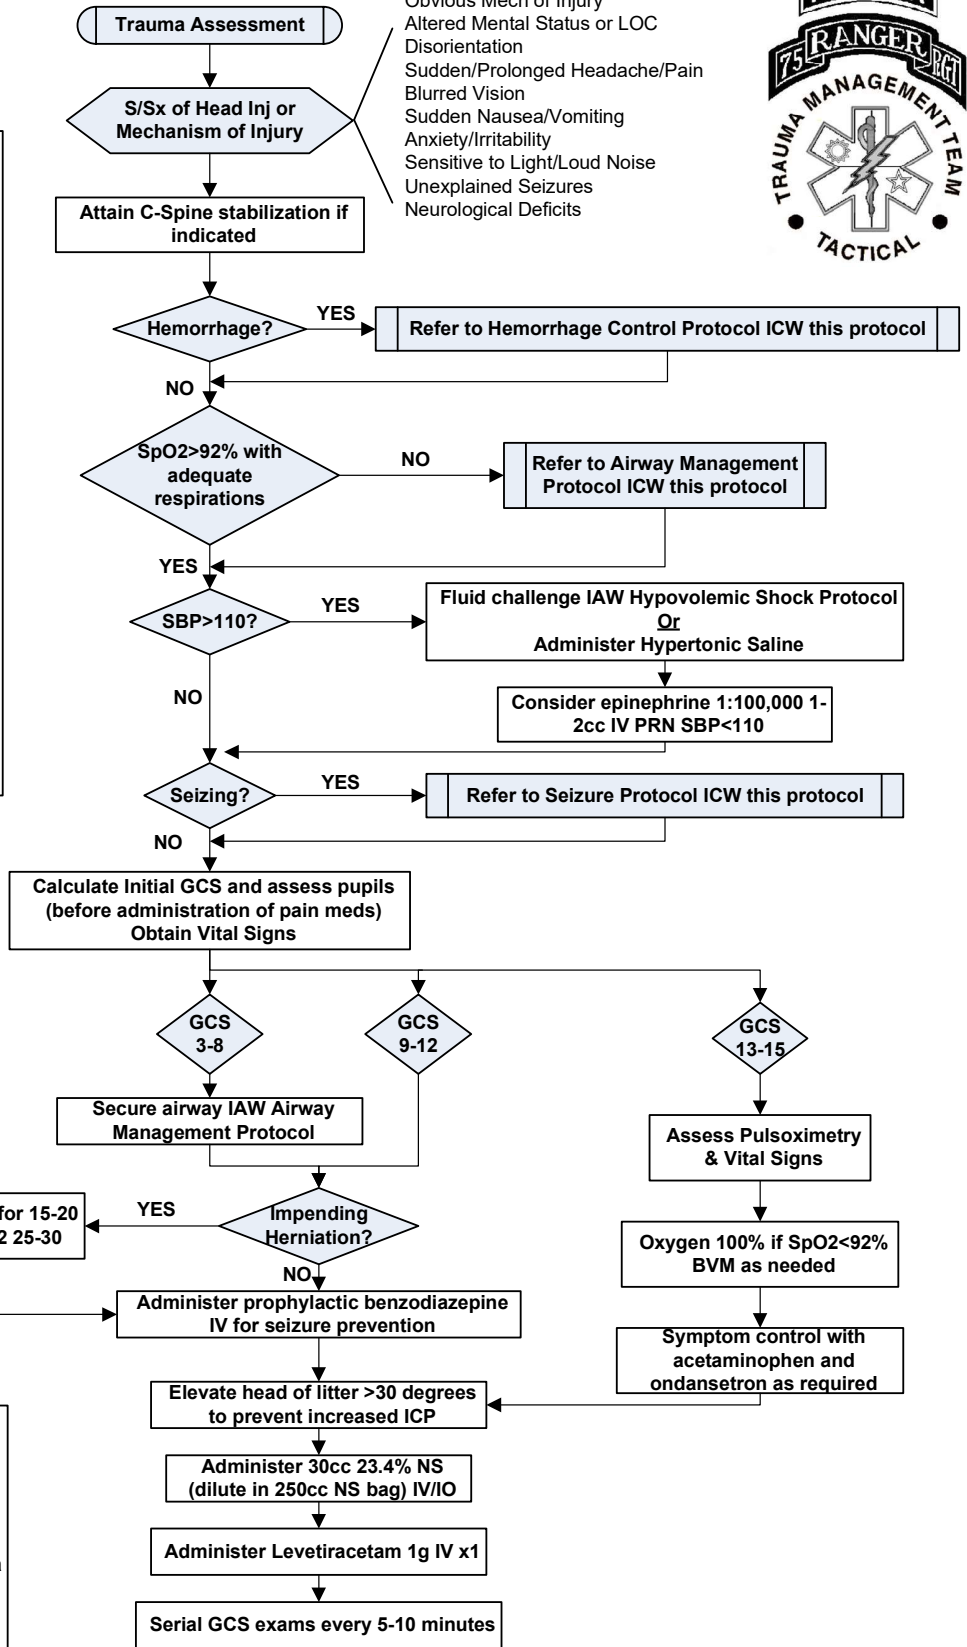 Trauma Assessment
Obvious Mech of Injury
Altered Mental Status or LOC
Disorientation
Sudden/Prolonged Headache/Pain
Blurred Vision
Sudden Nausea/Vomiting
Anxiety/Irritability
Sensitive to Light/Loud Noise
Unexplained Seizures
Neurological Deficits
75 RANGER RGT
TRAUMA MANAGEMENT TEAM
TACTICAL
S/Sx of Head Inj or
Mechanism of Injury
Attain C-Spine stabilization if
indicated
Hemorrhage?
YES
Refer to Hemorrhage Control Protocol ICW this protocol
NO
SpO2>92% with
adequate
respirations
NO
Refer to Airway Management
Protocol ICW this protocol
YES
SBP>110?
YES
Fluid challenge IAW Hypovolemic Shock Protocol
Or
Administer Hypertonic Saline
NO
Consider epinephrine 1:100,000 1-
2cc IV PRN SBP<110
Seizing?
YES
Refer to Seizure Protocol ICW this protocol
NO
Calculate Initial GCS and assess pupils
(before administration of pain meds)
Obtain Vital Signs
GCS
3-8
GCS
9-12
GCS
13-15
Secure airway IAW Airway
Management Protocol
Assess Pulsoximetry
& Vital Signs
for 15-20
2 25-30
YES
Impending
Herniation?
Oxygen 100% if SpO2<92%
BVM as needed
NO
Administer prophylactic benzodiazepine
IV for seizure prevention
Symptom control with
acetaminophen and
ondansetron as required
Elevate head of litter >30 degrees
to prevent increased ICP
Administer 30cc 23.4% NS
(dilute in 250cc NS bag) IV/IO
Administer Levetiracetam 1g IV x1
Serial GCS exams every 5-10 minutes